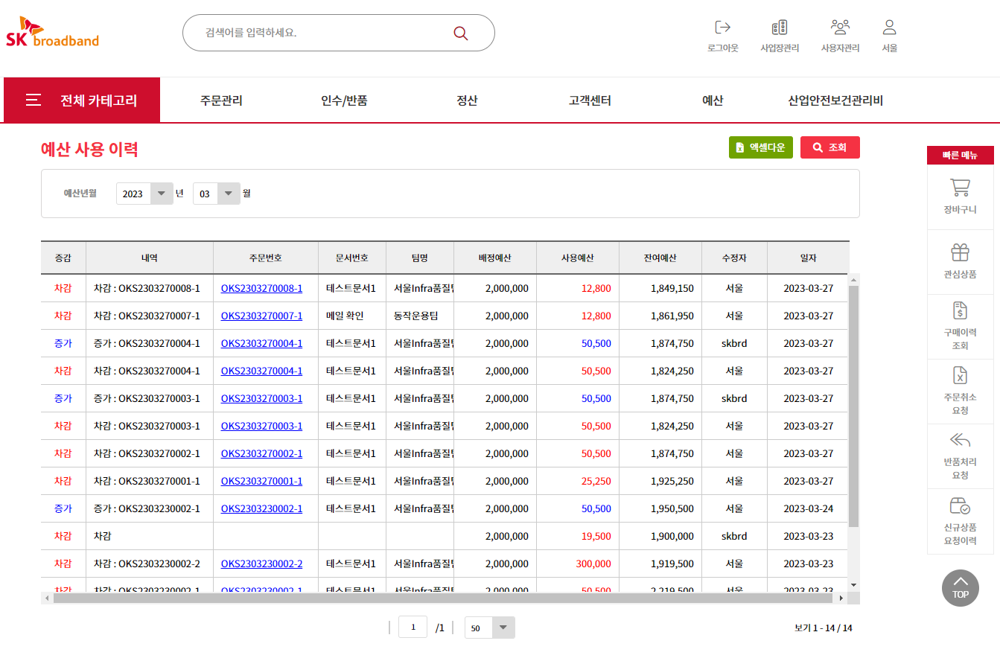 SK broadband
검색어를 입력하세요.
로그아웃 사업장관리 사용자관리 서울
전체 카테고리 주문관리 인수/반품 정산 고객센터 예산 산업안전보건관리비
예산 사용 이력
엑셀다운 조회
예산년월 2023 년 03 월
증감 내역 주문번호 문서번호 팀명 배정예산 사용예산 잔여예산 수정자 일자
차감 차감 : OKS2303270008-1 OKS2303270008-1 테스트문서1 서울Infra품질팀 2,000,000 12,800 1,849,150 서울 2023-03-27
차감 차감 : OKS2303270007-1 OKS2303270007-1 메일 확인 동작운용팀 2,000,000 12,800 1,861,950 서울 2023-03-27
증가 증가 : OKS2303270004-1 OKS2303270004-1 테스트문서1 서울Infra품질팀 2,000,000 50,500 1,874,750 skbrd 2023-03-27
차감 차감 : OKS2303270004-1 OKS2303270004-1 테스트문서1 서울Infra품질팀 2,000,000 50,500 1,824,250 서울 2023-03-27
증가 증가 : OKS2303270003-1 OKS2303270003-1 테스트문서1 서울Infra품질팀 2,000,000 50,500 1,874,750 skbrd 2023-03-27
차감 차감 : OKS2303270003-1 OKS2303270003-1 테스트문서1 서울Infra품질팀 2,000,000 50,500 1,824,250 서울 2023-03-27
차감 차감 : OKS2303270002-1 OKS2303270002-1 테스트문서1 서울Infra품질팀 2,000,000 50,500 1,874,750 서울 2023-03-27
차감 차감 : OKS2303270001-1 OKS2303270001-1 테스트문서1 서울Infra품질팀 2,000,000 25,250 1,925,250 서울 2023-03-27
증가 증가 : OKS2303230002-1 OKS2303230002-1 테스트문서1 서울Infra품질팀 2,000,000 50,500 1,950,500 서울 2023-03-24
차감 차감 2,000,000 19,500 1,900,000 skbrd 2023-03-23
차감 차감 : OKS2303230002-2 OKS2303230002-2 테스트문서1 서울Infra품질팀 2,000,000 300,000 1,919,500 서울 2023-03-23
차감 차감 : OKS2303230002-1 OKS2303230002-1 테스트문서1 서울Infra품질팀 2,000,000 50,500 2,219,500 서울 2023-03-23
1 /1 50 보기 1 - 14 / 14
빠른 메뉴
장바구니
관심상품
구매이력
조회
주문취소
요청
반품처리
요청
신규상품
요청이력
TOP